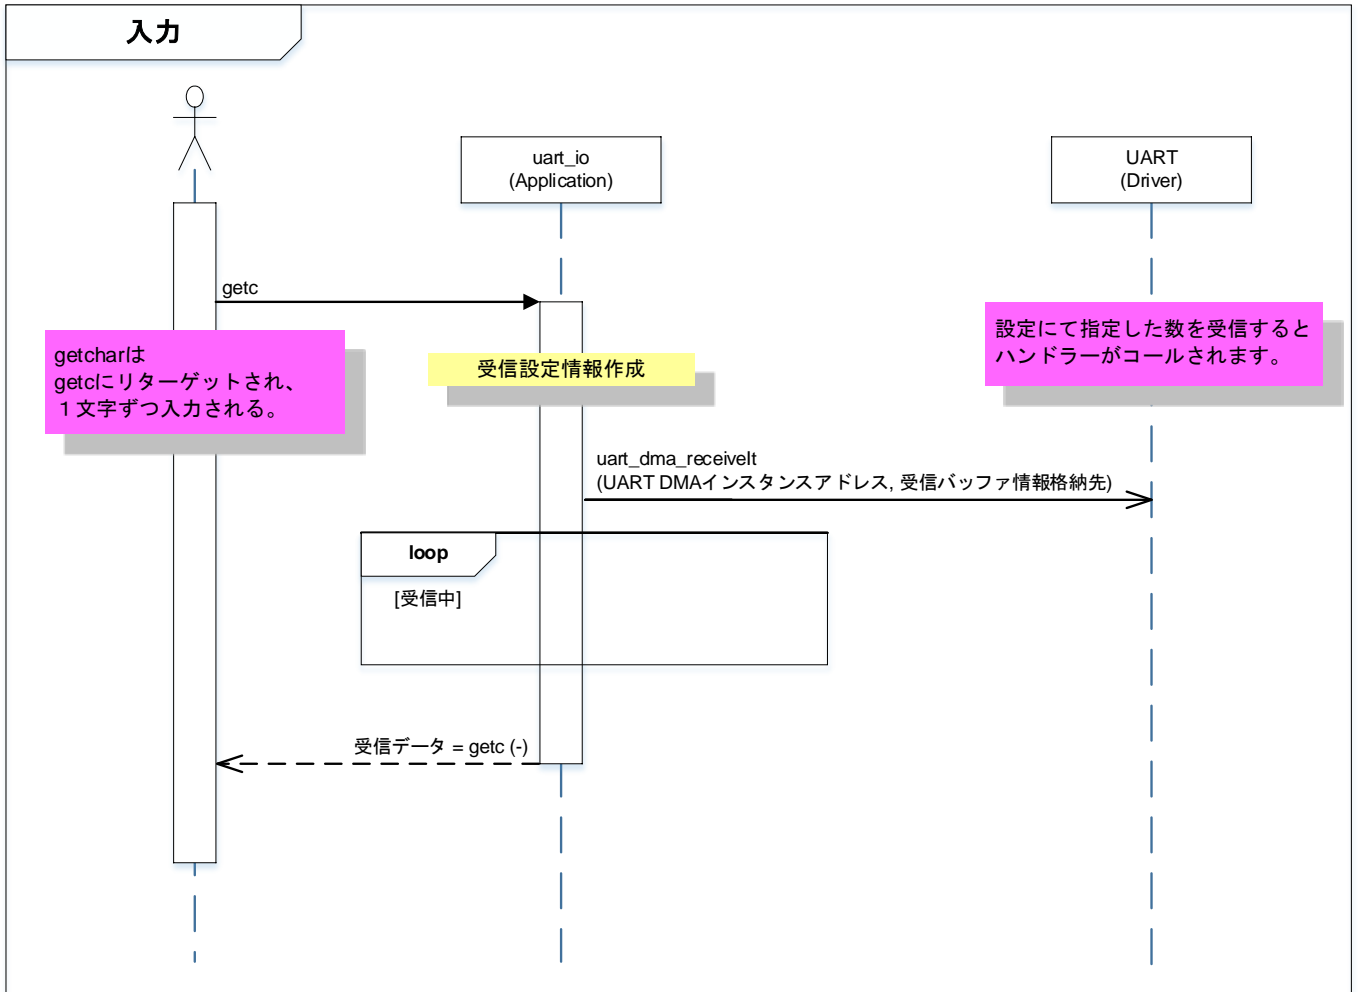 入力
uart_io
(Application)
UART
(Driver)
getc
getcharは
getcにリターゲットされ、
１文字ずつ入力される。
受信設定情報作成
設定にて指定した数を受信すると
ハンドラーがコールされます。
uart_dma_receiveIt
(UART DMAインスタンスアドレス, 受信バッファ情報格納先)
loop
[受信中]
受信データ = getc (-)